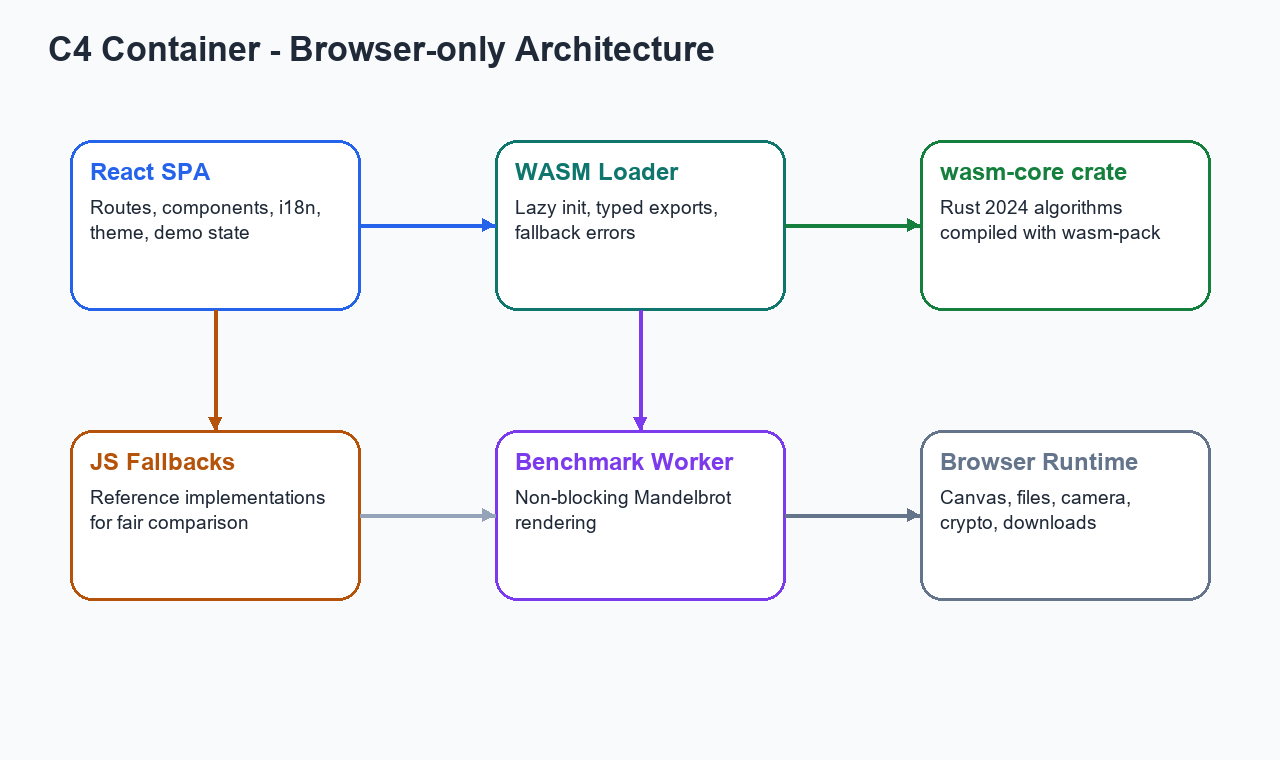 C4 Container - Browser-only Architecture
React SPA
Routes, components, i18n,
theme, demo state
WASM Loader
Lazy init, typed exports,
fallback errors
wasm-core crate
Rust 2024 algorithms
compiled with wasm-pack
JS Fallbacks
Reference implementations
for fair comparison
Benchmark Worker
Non-blocking Mandelbrot
rendering
Browser Runtime
Canvas, files, camera,
crypto, downloads